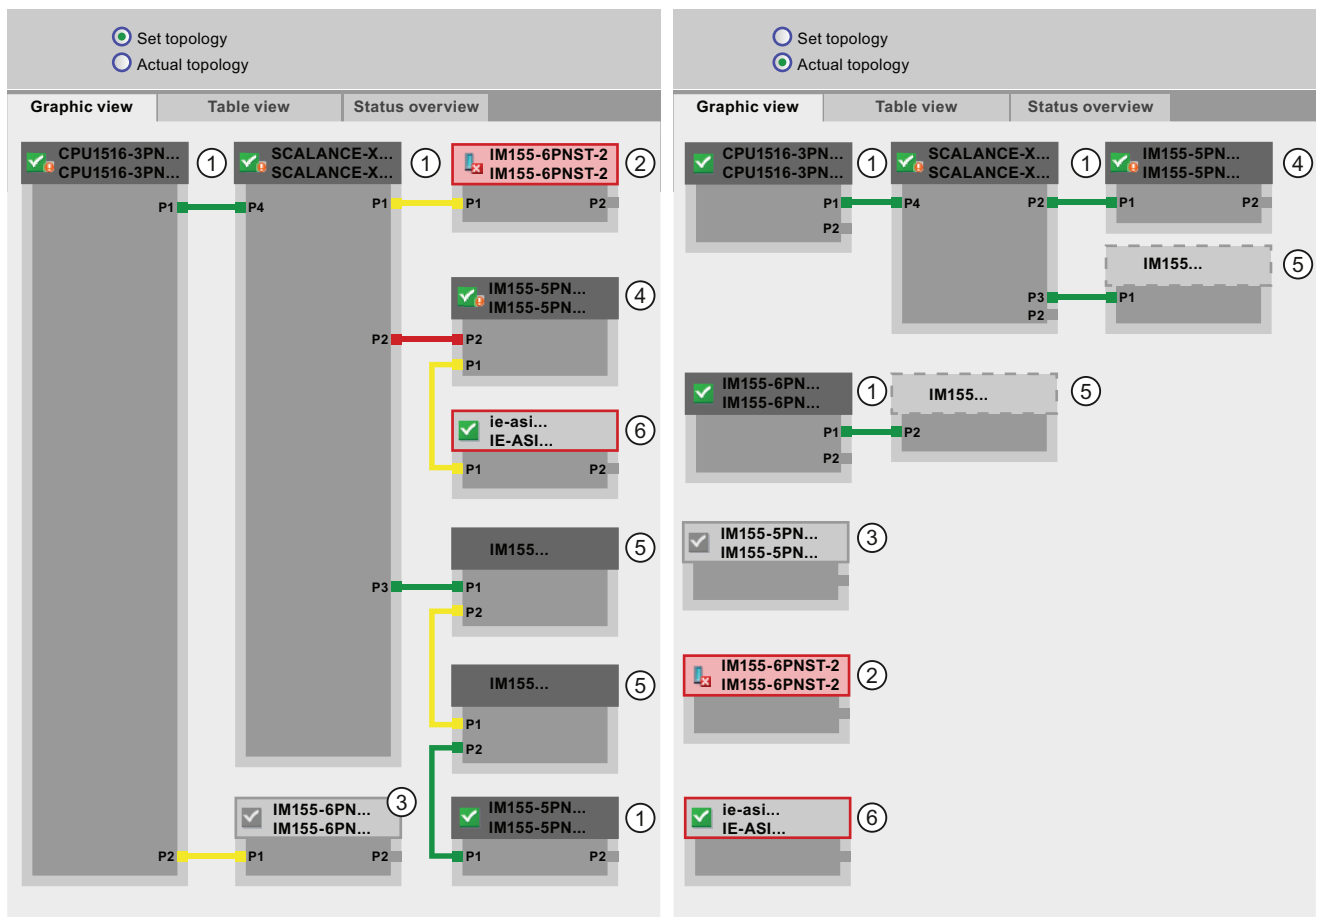 Set topology
Actual topology
Graphic view
Table view
Status overview
CPU1516-3PN...
CPU1516-3PN...
1
SCALANCE-X...
SCALANCE-X...
1
IM155-6PNST-2
IM155-6PNST-2
2
P1
P4
P1
P1
P2
IM155-5PN...
IM155-5PN...
4
P2
P2
P1
ie-asi...
IE-ASI...
6
P1
P2
IM155...
5
P3
P1
P2
IM155...
5
P1
P2
IM155-6PN...
IM155-6PN...
3
IM155-5PN...
IM155-5PN...
1
P2
P1
P2
P1
P2
Set topology
Actual topology
Graphic view
Table view
Status overview
CPU1516-3PN...
CPU1516-3PN...
1
SCALANCE-X...
SCALANCE-X...
1
IM155-5PN...
IM155-5PN...
4
P1
P4
P2
P1
P2
P2
IM155...
5
P3
P1
P2
IM155-6PN...
IM155-6PN...
1
IM155...
5
P1
P2
P2
IM155-5PN...
IM155-5PN...
3
IM155-6PNST-2
IM155-6PNST-2
2
ie-asi...
IE-ASI...
6